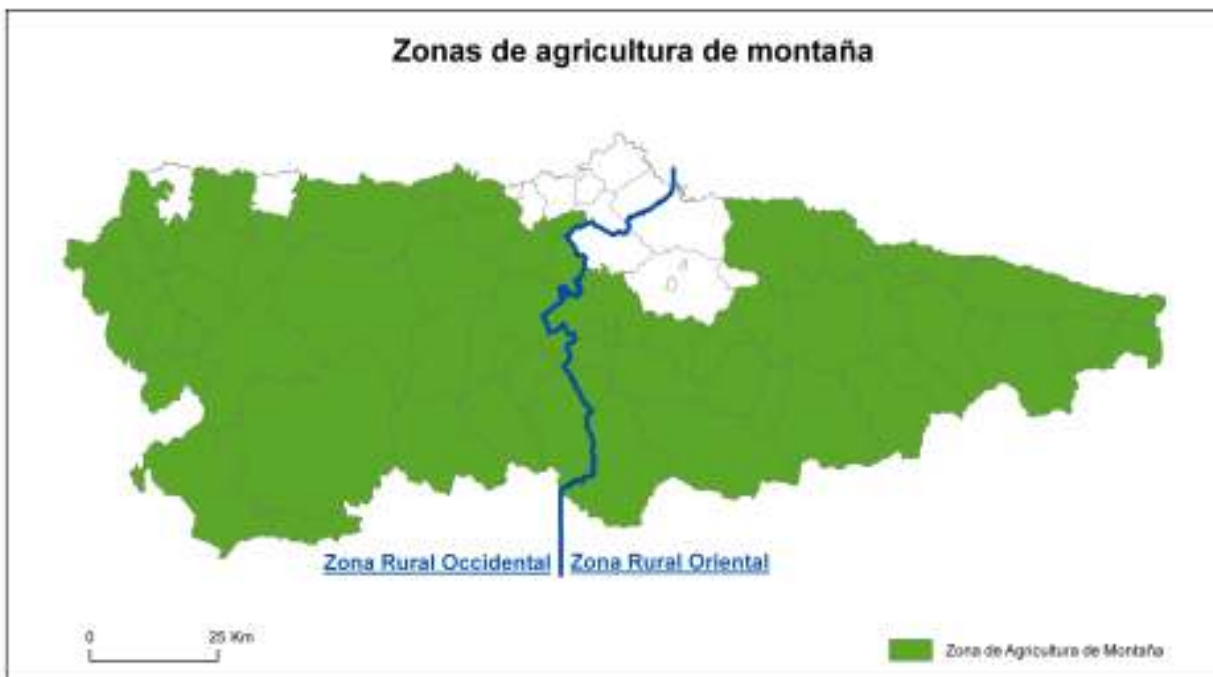 Zonas de agricultura de montaña
Zona Rural Occidental Zona Rural Oriental
0 25 Km
Zona de Agricultura de Montaña